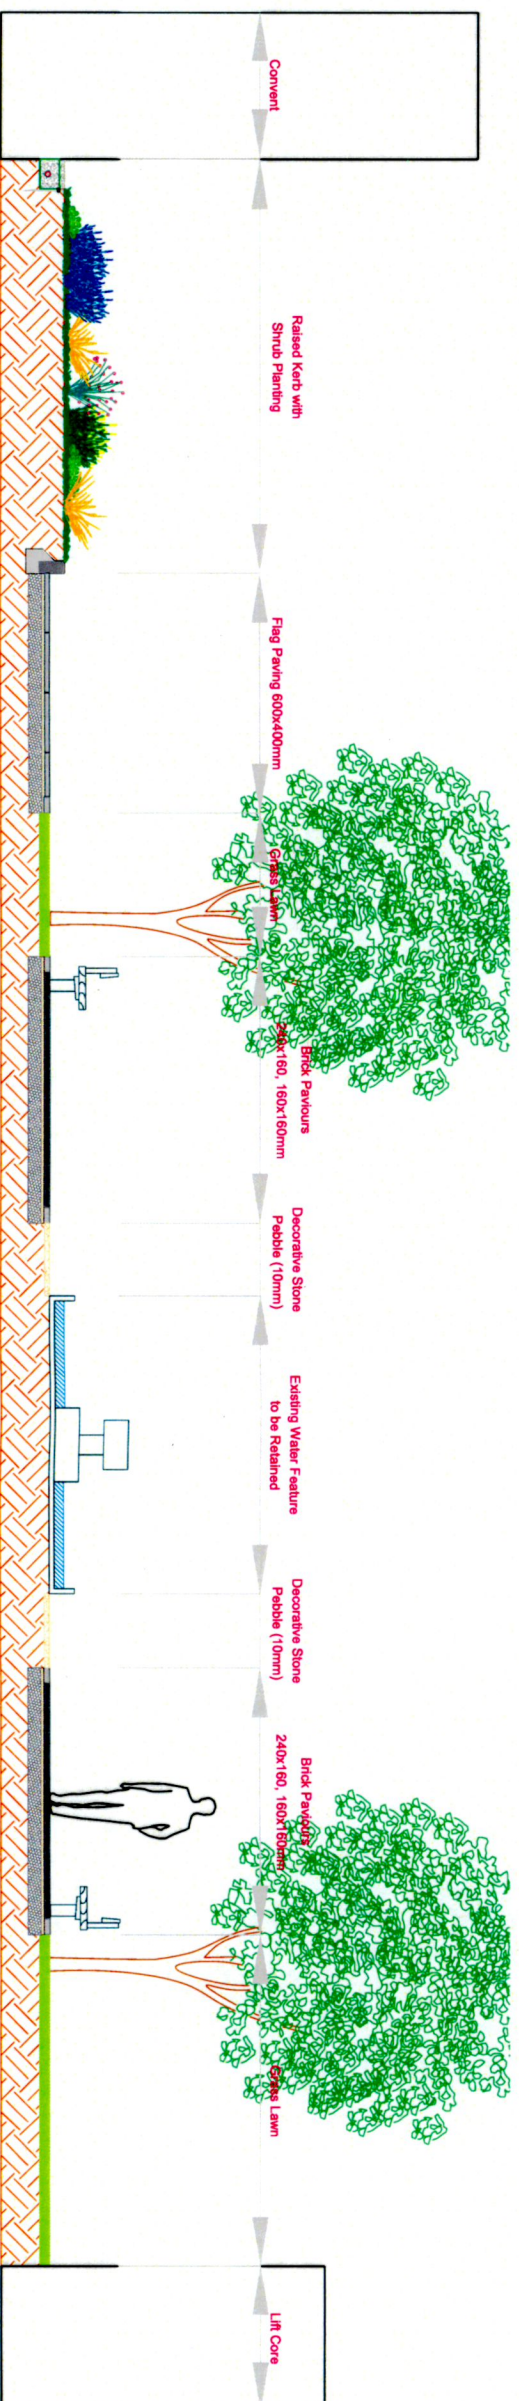 Convent
Raised Kerb with
Shrub Planting
Flag Paving 600x400mm
Grass Lawn
Brick Paviours
240x160, 160x160mm
Decorative Stone
Pebble (10mm)
Existing Water Feature
to be Retained
Decorative Stone
Pebble (10mm)
Brick Paviours
240x160, 160x160mm
Grass Lawn
Lift Core